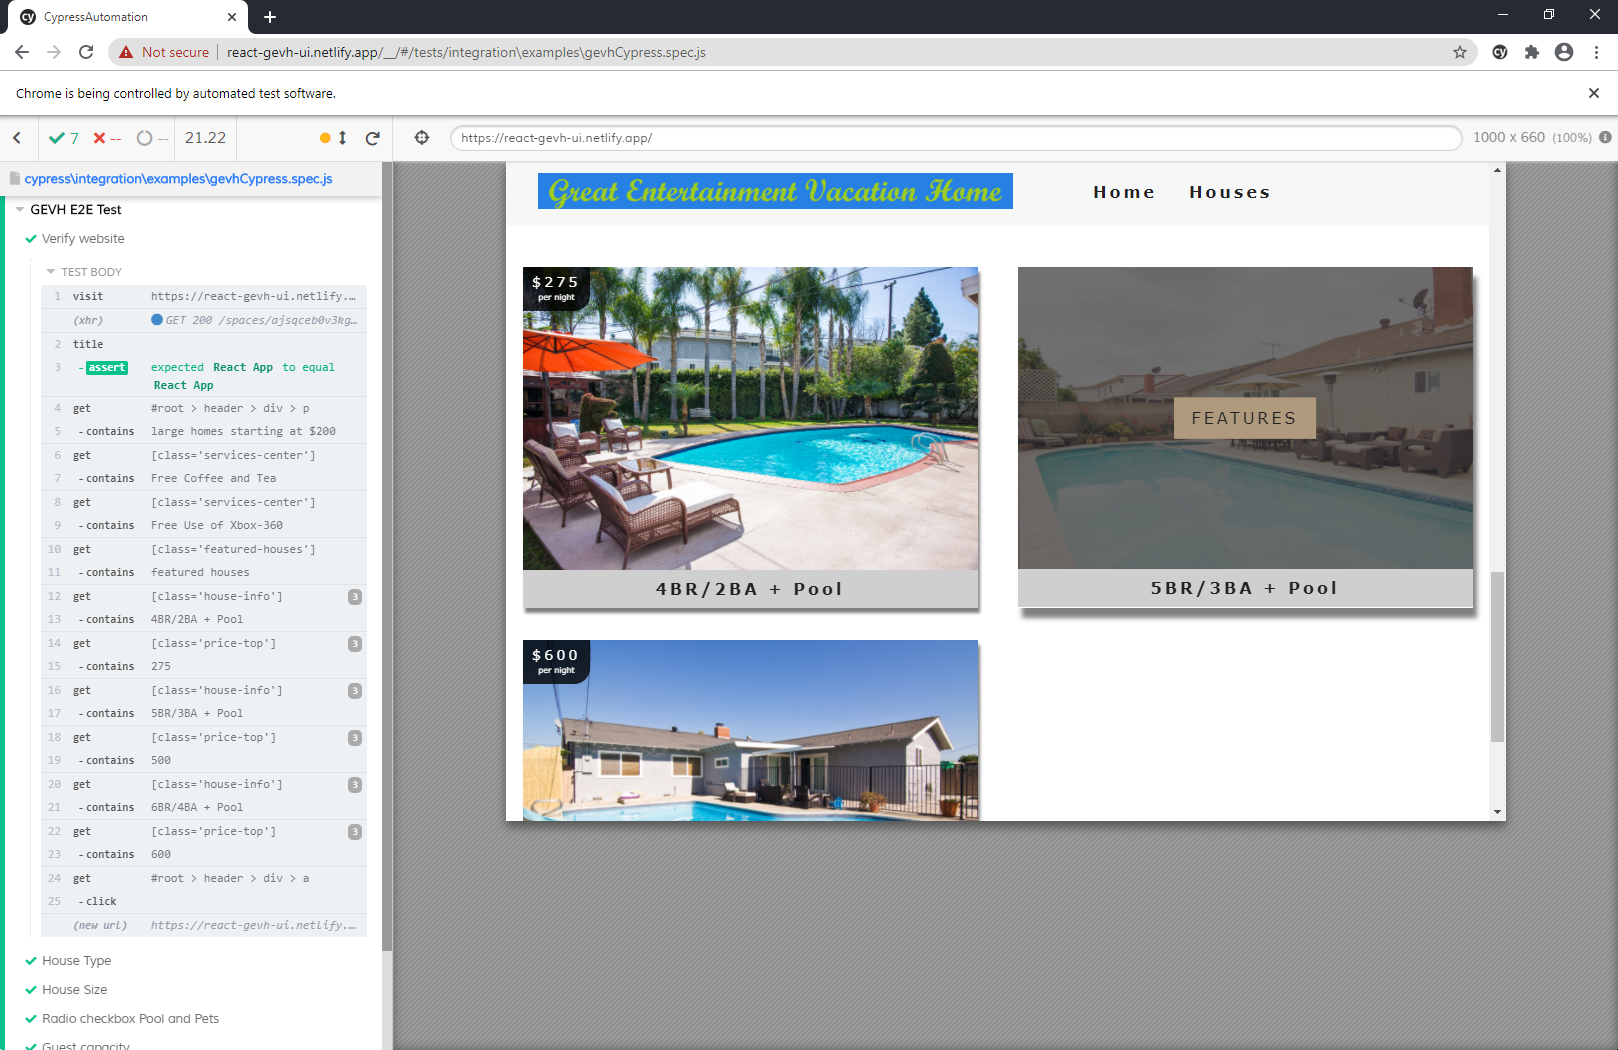 CypressAutomation
Not secure react-gevh-ui.netlify.app/__/#/tests/integration\examples\gevhCypress.spec.js
Chrome is being controlled by automated test software.
7 -- -- 21.22
https://react-gevh-ui.netlify.app/
1000 x 660 (100%)
cypress\integration\examples\gevhCypress.spec.js
GEVH E2E Test
Verify website
TEST BODY
1 visit https://react-gevh-ui.netlify.…
(xhr) GET 200 /spaces/ajsqceb0v3kg…
2 title
3 -assert expected React App to equal
React App
4 get #root > header > div > p
5 -contains large homes starting at $200
6 get [class='services-center']
7 -contains Free Coffee and Tea
8 get [class='services-center']
9 -contains Free Use of Xbox-360
10 get [class='featured-houses']
11 -contains featured houses
12 get [class='house-info'] 3
13 -contains 4BR/2BA + Pool
14 get [class='price-top'] 3
15 -contains 275
16 get [class='house-info'] 3
17 -contains 5BR/3BA + Pool
18 get [class='price-top'] 3
19 -contains 500
20 get [class='house-info'] 3
21 -contains 6BR/4BA + Pool
22 get [class='price-top'] 3
23 -contains 600
24 get #root > header > div > a
25 -click
(new url) https://react-gevh-ui.netlify.…
House Type
House Size
Radio checkbox Pool and Pets
Guest capacity
Great Entertainment Vacation Home
Home Houses
$275
per night
4BR/2BA + Pool
FEATURES
5BR/3BA + Pool
$600
per night